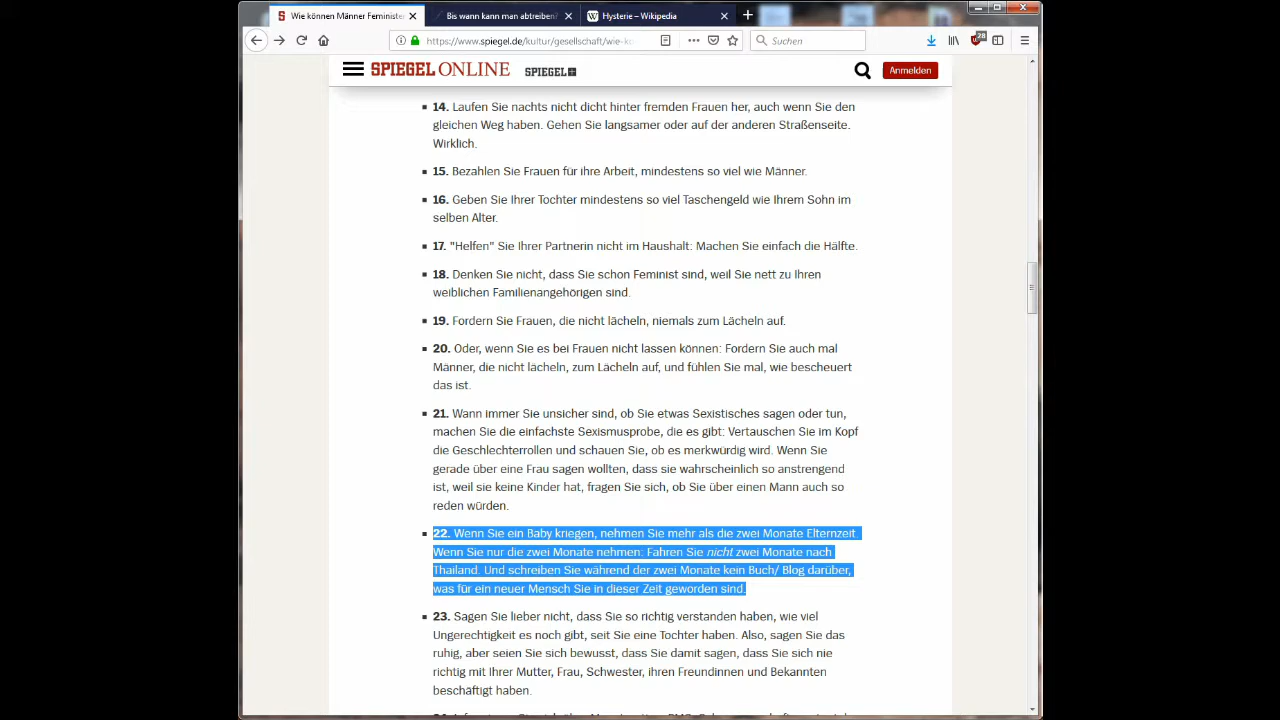 Wie können Männer Feministen
Bis wann kann man abtreiben?
Hysterie – Wikipedia
https://www.spiegel.de/kultur/gesellschaft/wie-ko
Suchen
28
SPIEGEL ONLINE
SPIEGEL+
Anmelden
14. Laufen Sie nachts nicht dicht hinter fremden Frauen her, auch wenn Sie den
gleichen Weg haben. Gehen Sie langsamer oder auf der anderen Straßenseite.
Wirklich.
15. Bezahlen Sie Frauen für ihre Arbeit, mindestens so viel wie Männer.
16. Geben Sie Ihrer Tochter mindestens so viel Taschengeld wie Ihrem Sohn im
selben Alter.
17. "Helfen" Sie Ihrer Partnerin nicht im Haushalt: Machen Sie einfach die Hälfte.
18. Denken Sie nicht, dass Sie schon Feminist sind, weil Sie nett zu Ihren
weiblichen Familienangehörigen sind.
19. Fordern Sie Frauen, die nicht lächeln, niemals zum Lächeln auf.
20. Oder, wenn Sie es bei Frauen nicht lassen können: Fordern Sie auch mal
Männer, die nicht lächeln, zum Lächeln auf, und fühlen Sie mal, wie bescheuert
das ist.
21. Wann immer Sie unsicher sind, ob Sie etwas Sexistisches sagen oder tun,
machen Sie die einfachste Sexismusprobe, die es gibt: Vertauschen Sie im Kopf
die Geschlechterrollen und schauen Sie, ob es merkwürdig wird. Wenn Sie
gerade über eine Frau sagen wollten, dass sie wahrscheinlich so anstrengend
ist, weil sie keine Kinder hat, fragen Sie sich, ob Sie über einen Mann auch so
reden würden.
22. Wenn Sie ein Baby kriegen, nehmen Sie mehr als die zwei Monate Elternzeit.
Wenn Sie nur die zwei Monate nehmen: Fahren Sie nicht zwei Monate nach
Thailand. Und schreiben Sie während der zwei Monate kein Buch/ Blog darüber,
was für ein neuer Mensch Sie in dieser Zeit geworden sind.
23. Sagen Sie lieber nicht, dass Sie so richtig verstanden haben, wie viel
Ungerechtigkeit es noch gibt, seit Sie eine Tochter haben. Also, sagen Sie das
ruhig, aber seien Sie sich bewusst, dass Sie damit sagen, dass Sie sich nie
richtig mit Ihrer Mutter, Frau, Schwester, ihren Freundinnen und Bekannten
beschäftigt haben.